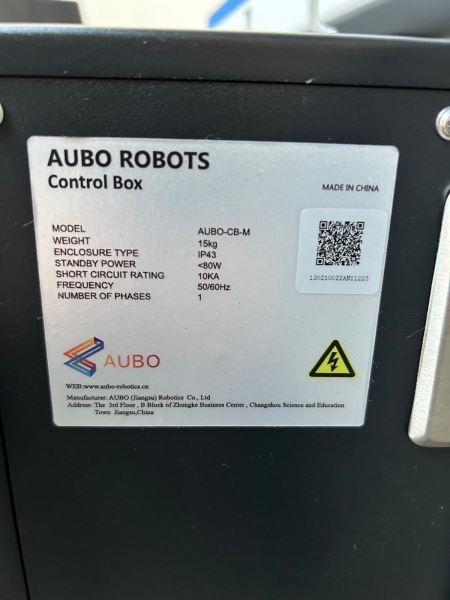 AUBO ROBOTS
Control Box
MADE IN CHINA
MODEL AUBO-CB-M
WEIGHT 15kg
ENCLOSURE TYPE IP43
STANDBY POWER <80W
SHORT CIRCUIT RATING 10KA
FREQUENCY 50/60Hz
NUMBER OF PHASES 1
120210022AN11223
AUBO
WEB:www.aubo-robotics.cn
Manufacturer: AUBO (Jiangsu) Robotics Co., Ltd
Address: The 3rd Floor , B Block of Zhongke Business Center , Changzhou Science and Education
Town Jiangsu,China